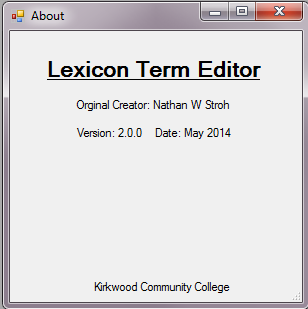 About
Lexicon Term Editor
Orginal Creator: Nathan W Stroh
Version: 2.0.0    Date: May 2014
Kirkwood Community College